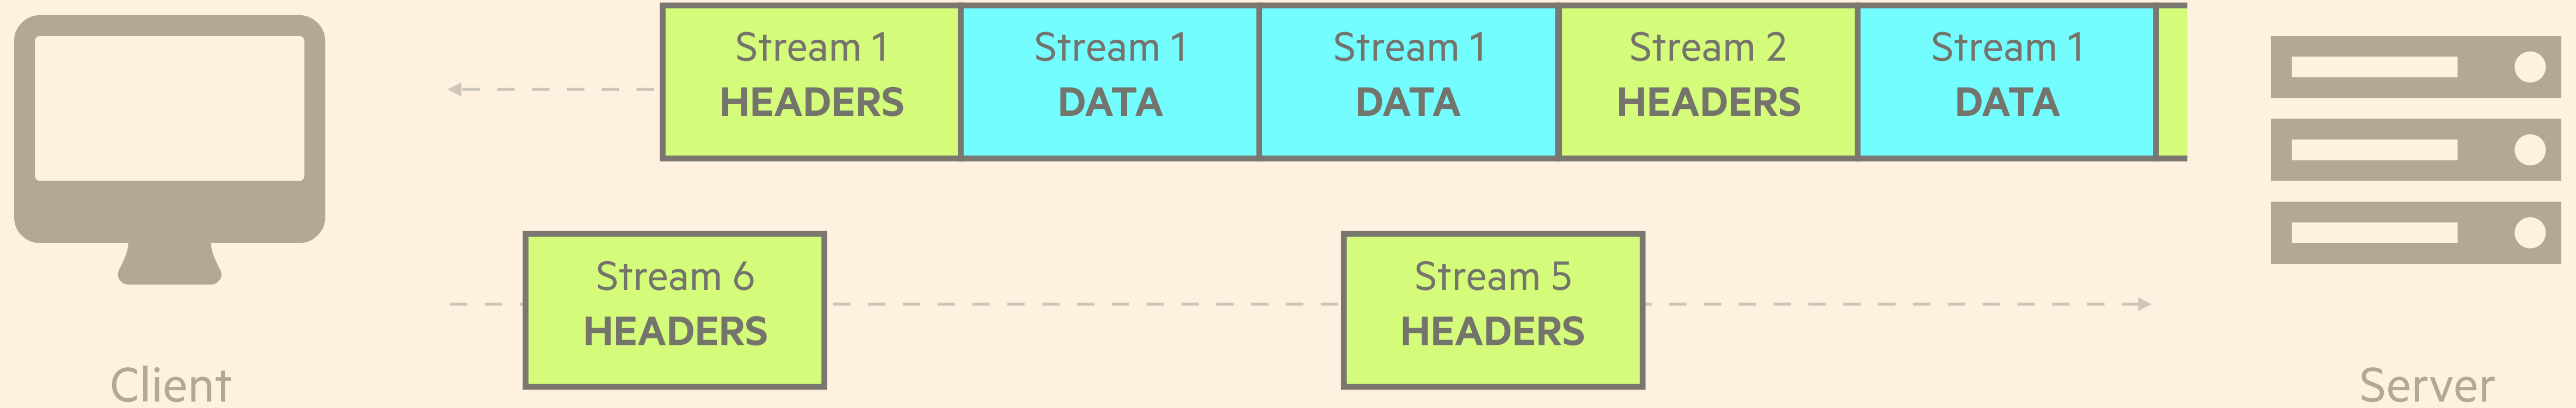 Stream 1
HEADERS
Stream 1
DATA
Stream 1
DATA
Stream 2
HEADERS
Stream 1
DATA
Stream 6
HEADERS
Stream 5
HEADERS
Client
Server